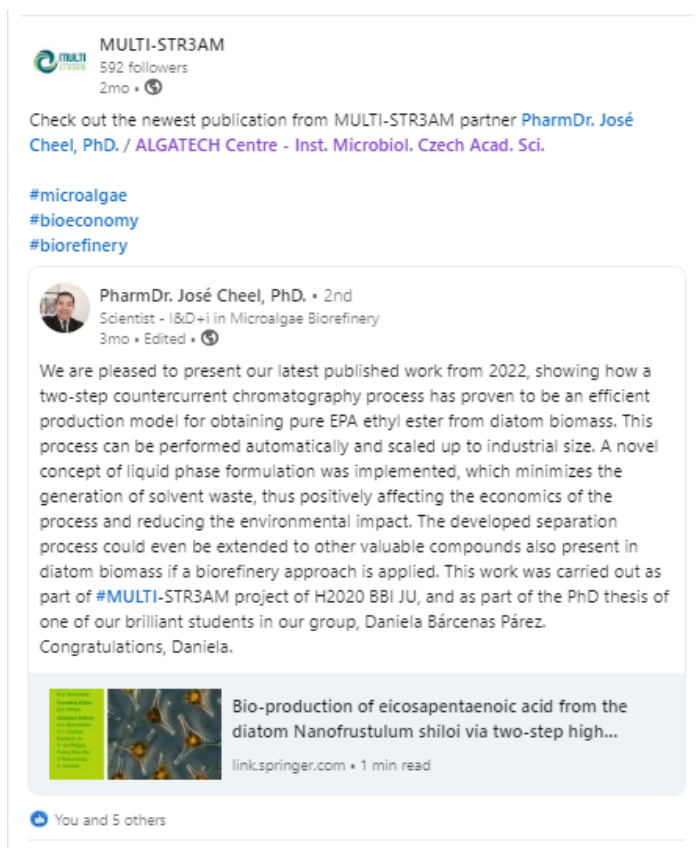 MULTI
STR3AM
MULTI-STR3AM
592 followers
2mo •
Check out the newest publication from MULTI-STR3AM partner PharmDr. José
Cheel, PhD. / ALGATECH Centre - Inst. Microbiol. Czech Acad. Sci.
#microalgae
#bioeconomy
#biorefinery
PharmDr. José Cheel, PhD. • 2nd
Scientist - I&D+i in Microalgae Biorefinery
3mo • Edited •
We are pleased to present our latest published work from 2022, showing how a
two-step countercurrent chromatography process has proven to be an efficient
production model for obtaining pure EPA ethyl ester from diatom biomass. This
process can be performed automatically and scaled up to industrial size. A novel
concept of liquid phase formulation was implemented, which minimizes the
generation of solvent waste, thus positively affecting the economics of the
process and reducing the environmental impact. The developed separation
process could even be extended to other valuable compounds also present in
diatom biomass if a biorefinery approach is applied. This work was carried out as
part of #MULTI-STR3AM project of H2020 BBI JU, and as part of the PhD thesis of
one of our brilliant students in our group, Daniela Bárcenas Párez.
Congratulations, Daniela.
Bio-production of eicosapentaenoic acid from the
diatom Nanofrustulum shiloi via two-step high...
link.springer.com • 1 min read
You and 5 others